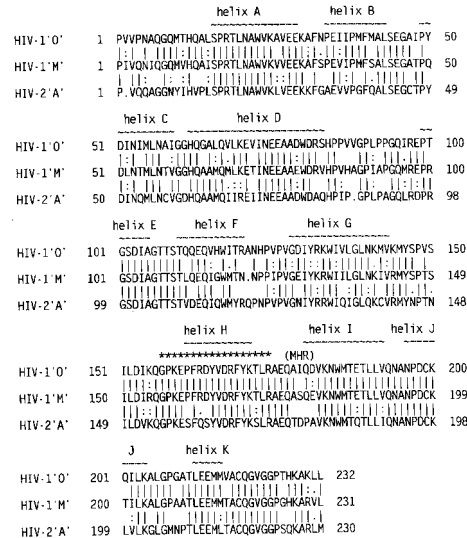 helix A helix B
HIV-1'O' 1 PVVPNAQGQMTHQALSPRTLNAWVKAVEEKAFNPEIIPMFMALSEGAIPY 50
HIV-1'M' 1 PIVQNIQGQMVHQAISPRTLNAWVKVVEEKAFSPEVIPMFSALSEGATPQ 50
HIV-2'A' 1 P.VQQAGGNYIHVPLSPRTLNAWVKLVEEKKFGAEVVPGFQALSEGCTPY 49
helix C helix D
HIV-1'O' 51 DINTMLNAIGGHQGALQVLKEVINEEAADWDRSHPPVVGPLPPGQIREPT 100
HIV-1'M' 51 DLNTMLNTVGGHQAAMQMLKETINEEAAEWDRVHPVHAGPIAPGQMREPR 100
HIV-2'A' 50 DINQMLNCVGDHQAAMQIIREIINEEAAEWDAQHPIP.GPLPAGQLRDPR 98
helix E helix F helix G
HIV-1'O' 101 GSDIAGTTSTQQEQVHWITRANHPVPVGDIYRKWIVLGLNKMVKMYSPVS 150
HIV-1'M' 101 GSDIAGTTSTLQEQIGWMTN.NPPIPVGEIYKRWIILGLNKIVRMYSPTS 149
HIV-2'A' 99 GSDIAGTTSTVDEQIQWMYRQPNPVPVGNIYRRWIQIGLQKCVRMYNPTN 148
helix H helix I helix J
******************* (MHR)
HIV-1'O' 151 ILDIKQGPKEPFRDYVDRFYKTLRAEQAIQDVKNWMTETLLVQNANPDCK 200
HIV-1'M' 150 ILDIRQGPKEPFRDYVDRFYKTLRAEQASQEVKNWMTETLLVQNANPDCK 199
HIV-2'A' 149 ILDVKQGPKESFQSYVDRFYKSLRAEQTDPAVKNWMTQTLLIQNANPDCK 198
J helix K
HIV-1'O' 201 QILKALGPGATLEEMMVACQGVGGPTHKAKLL 232
HIV-1'M' 200 TILKALGPAATLEEMMTACQGVGGPGHKARVL 231
HIV-2'A' 199 LVLKGLGMNPTLEEMLTACQGVGGPSQKARLM 230